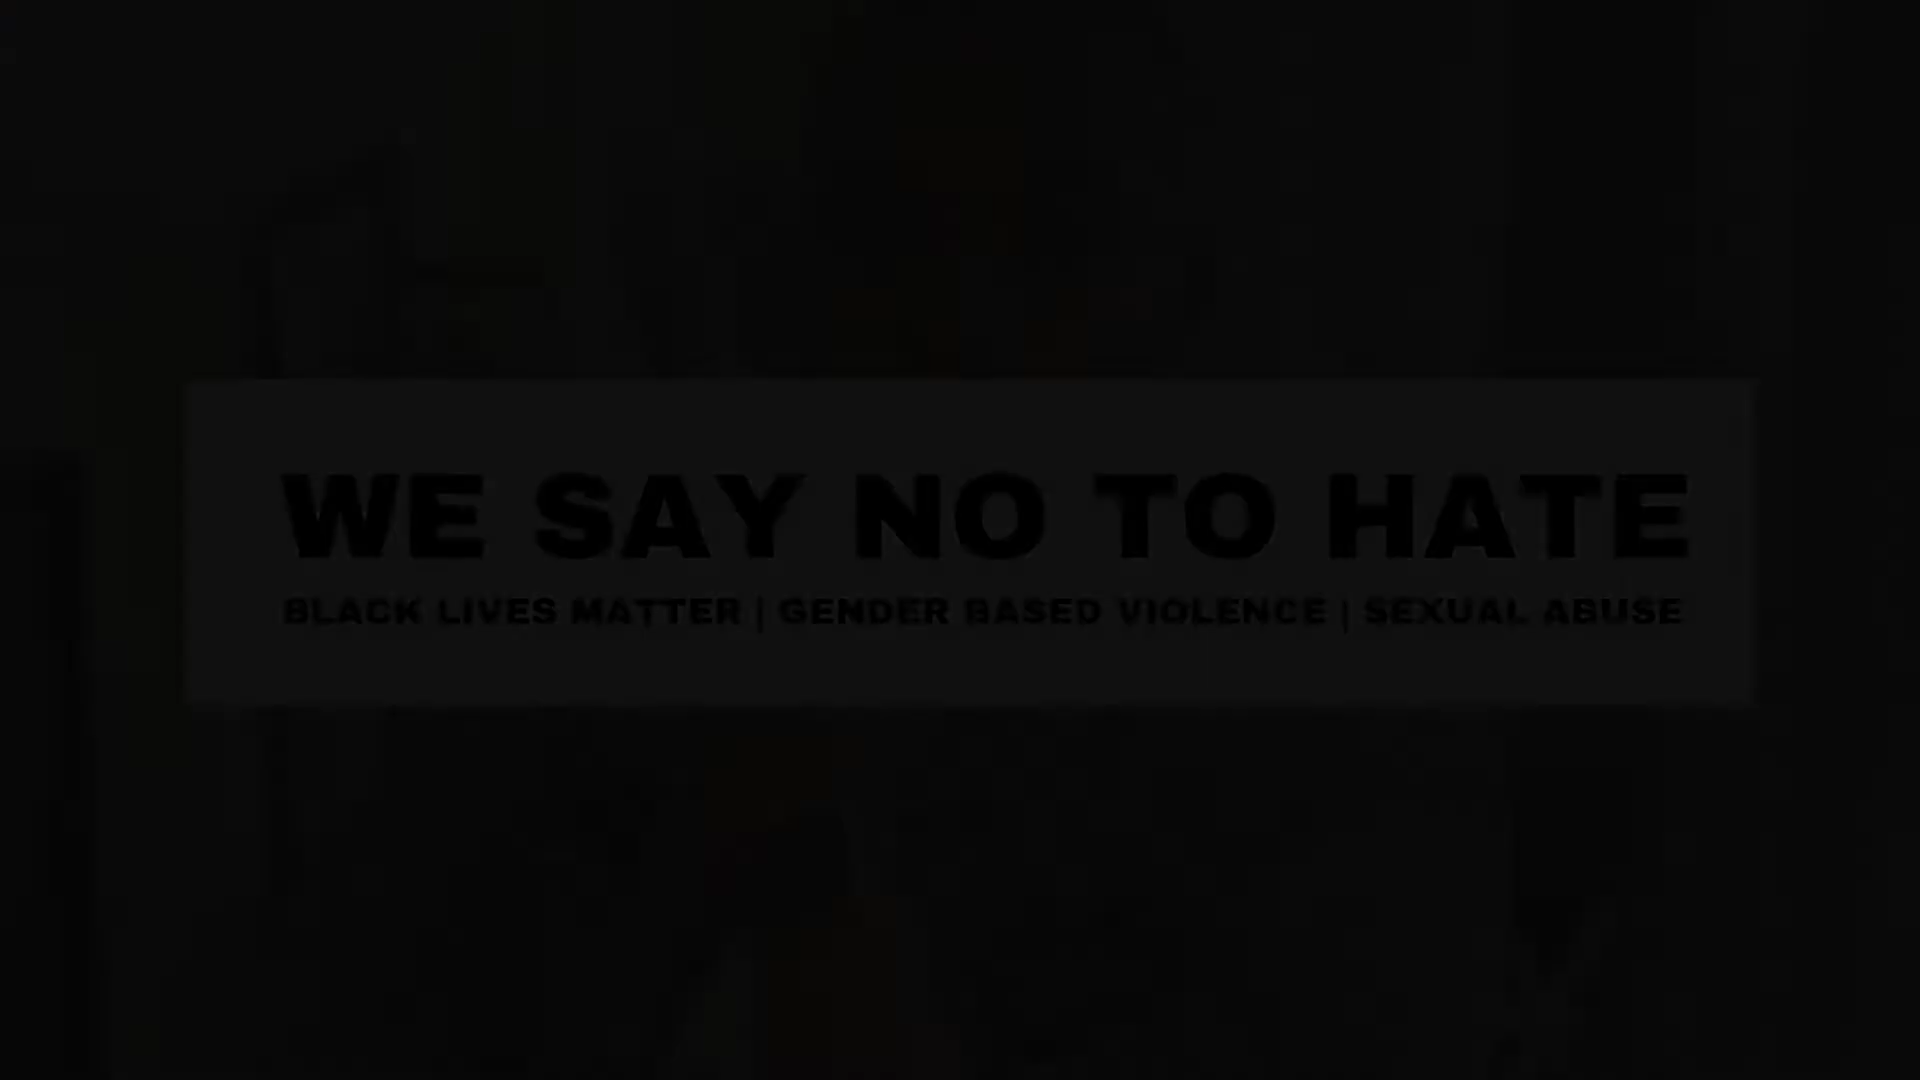 WE SAY NO TO HATE
BLACK LIVES MATTER | GENDER BASED VIOLENCE | SEXUAL ABUSE